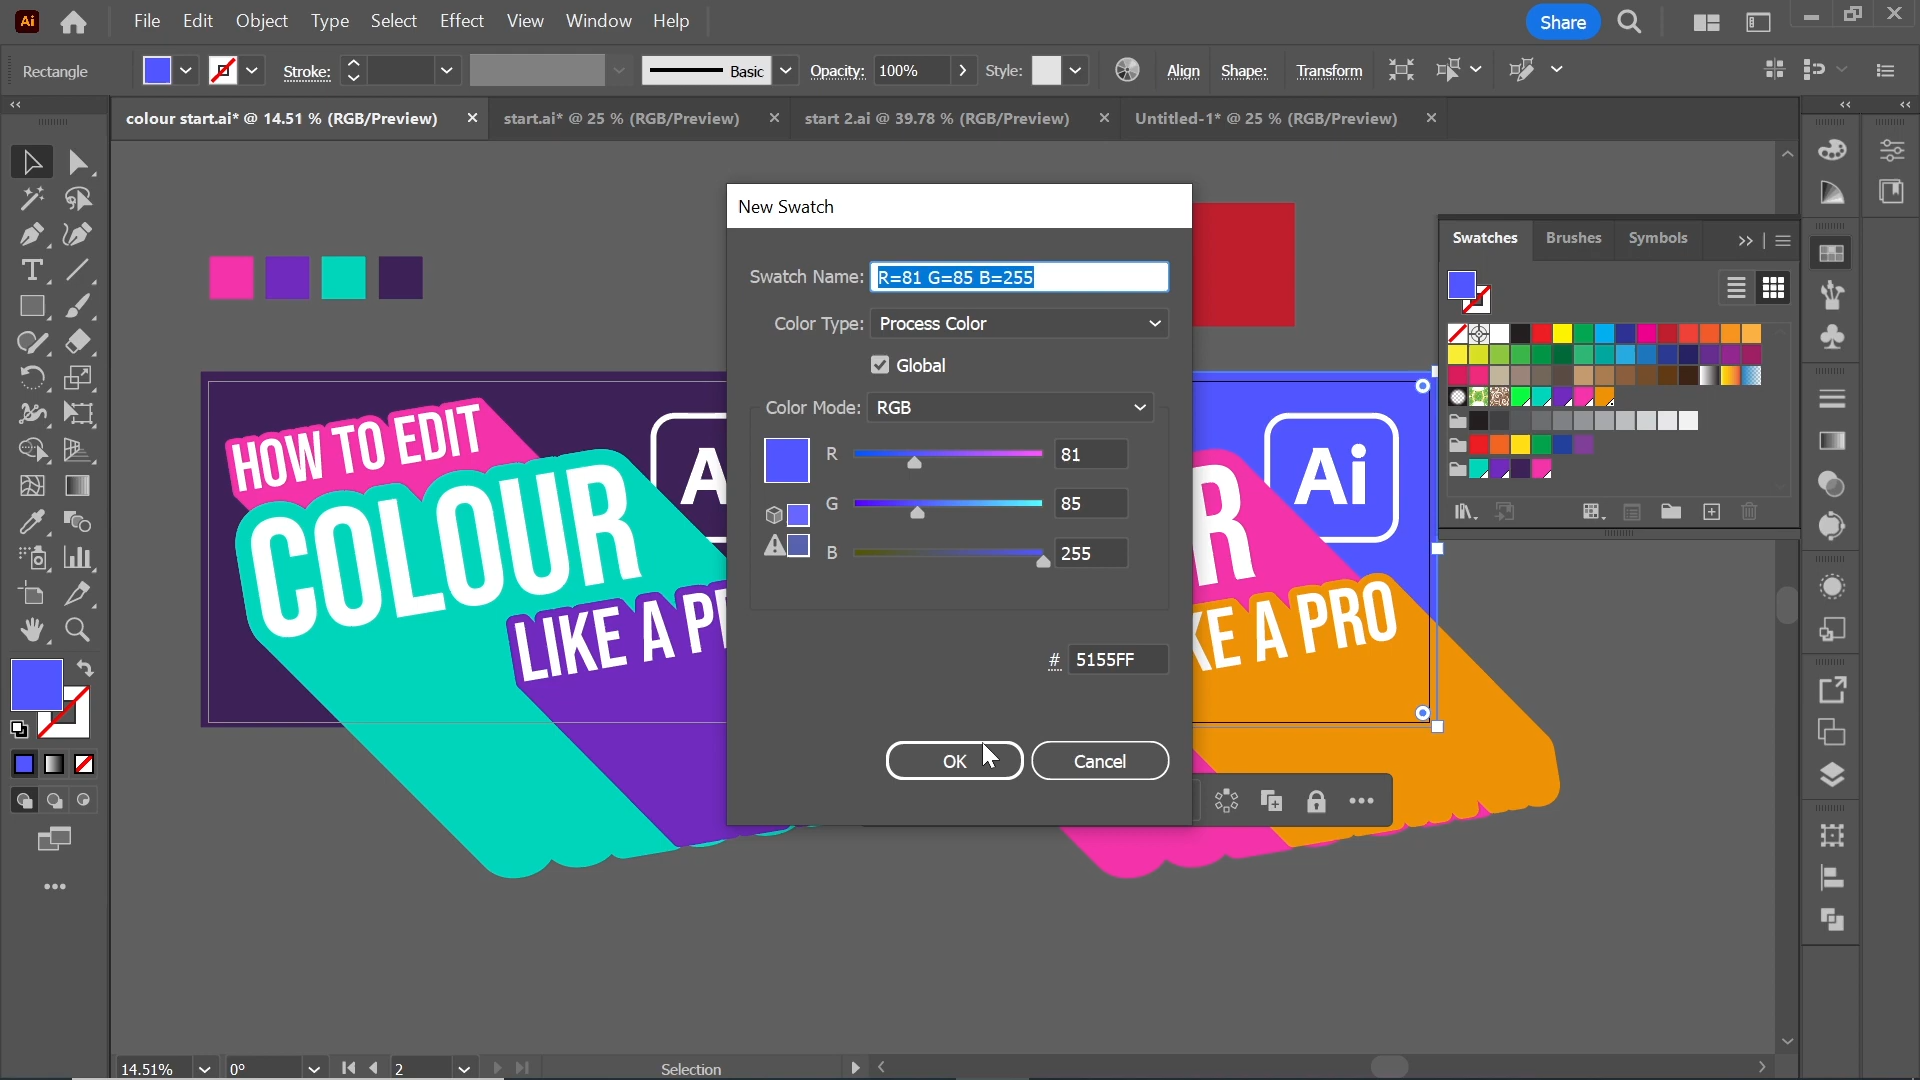 Ai File Edit Object Type Select Effect View Window Help Share
Rectangle Stroke: Basic Opacity: 100% Style: Align Shape: Transform
colour start.ai* @ 14.51 % (RGB/Preview) start.ai* @ 25 % (RGB/Preview) start 2.ai @ 39.78 % (RGB/Preview) Untitled-1* @ 25 % (RGB/Preview)
New Swatch
Swatch Name: R=81 G=85 B=255
Color Type: Process Color
Global
Color Mode: RGB
R 81
G 85
B 255
# 5155FF
OK Cancel
Swatches Brushes Symbols
HOW TO EDIT
COLOUR
LIKE A P
A
R
KE A PRO
Ai
14.51% 0° 2 Selection